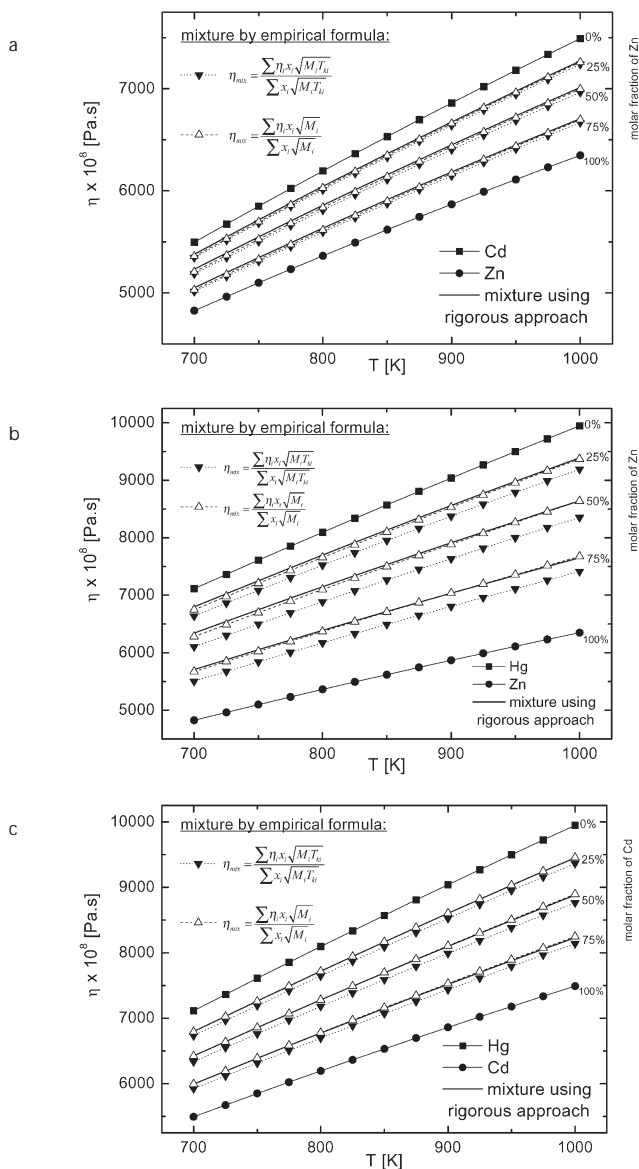 a
mixture by empirical formula:
η_mix = ∑ η_i x_i √(M_i T_ki) / ∑ x_i √(M_i T_ki)
η_mix = ∑ η_i x_i √M_i / ∑ x_i √M_i
0%
25%
50%
75%
100%
molar fraction of Zn
7000
6000
5000
η x 10⁸ [Pa.s]
Cd
Zn
mixture using
rigorous approach
700
800
900
1000
T [K]
b
mixture by empirical formula:
η_mix = ∑ η_i x_i √(M_i T_ki) / ∑ x_i √(M_i T_ki)
η_mix = ∑ η_i x_i √M_i / ∑ x_i √M_i
0%
25%
50%
75%
100%
molar fraction of Zn
10000
9000
8000
7000
6000
5000
η x 10⁸ [Pa.s]
Hg
Zn
mixture using
rigorous approach
700
800
900
1000
T [K]
c
mixture by empirical formula:
η_mix = ∑ η_i x_i √(M_i T_ki) / ∑ x_i √(M_i T_ki)
η_mix = ∑ η_i x_i √M_i / ∑ x_i √M_i
0%
25%
50%
75%
100%
molar fraction of Cd
10000
9000
8000
7000
6000
η x 10⁸ [Pa.s]
Hg
Cd
mixture using
rigorous approach
700
800
900
1000
T [K]